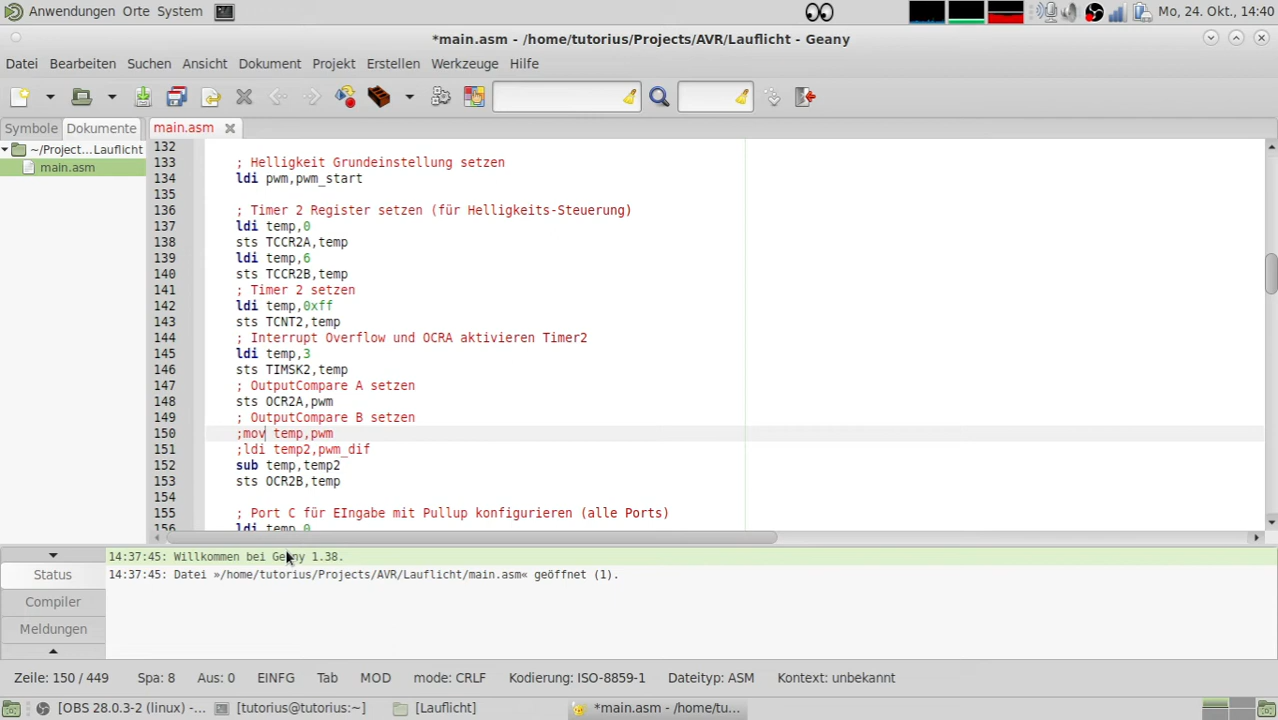 Anwendungen Orte System
Mo, 24. Okt., 14:40
*main.asm - /home/tutorius/Projects/AVR/Lauflicht - Geany
Datei Bearbeiten Suchen Ansicht Dokument Projekt Erstellen Werkzeuge Hilfe
Symbole Dokumente main.asm
~/Project...Lauflicht
main.asm
132
133 ; Helligkeit Grundeinstellung setzen
134 ldi pwm,pwm_start
135
136 ; Timer 2 Register setzen (für Helligkeits-Steuerung)
137 ldi temp,0
138 sts TCCR2A,temp
139 ldi temp,6
140 sts TCCR2B,temp
141 ; Timer 2 setzen
142 ldi temp,0xff
143 sts TCNT2,temp
144 ; Interrupt Overflow und OCRA aktivieren Timer2
145 ldi temp,3
146 sts TIMSK2,temp
147 ; OutputCompare A setzen
148 sts OCR2A,pwm
149 ; OutputCompare B setzen
150 ;mov temp,pwm
151 ;ldi temp2,pwm_dif
152 sub temp,temp2
153 sts OCR2B,temp
154
155 ; Port C für EIngabe mit Pullup konfigurieren (alle Ports)
156 ldi temp,0
14:37:45: Willkommen bei Geany 1.38.
14:37:45: Datei »/home/tutorius/Projects/AVR/Lauflicht/main.asm« geöffnet (1).
Status
Compiler
Meldungen
Zeile: 150 / 449 Spa: 8 Aus: 0 EINFG Tab MOD mode: CRLF Kodierung: ISO-8859-1 Dateityp: ASM Kontext: unbekannt
[OBS 28.0.3-2 (linux) -... [tutorius@tutorius:~] [Lauflicht] *main.asm - /home/tu...